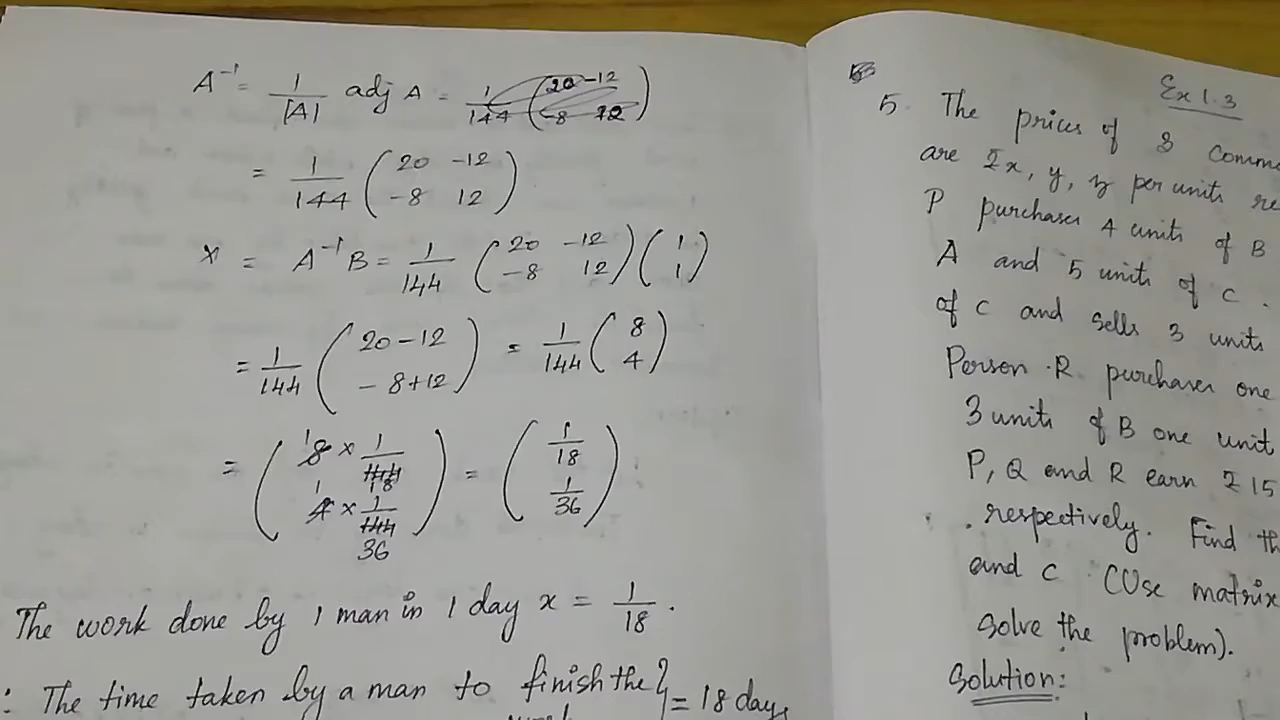 A⁻¹ = 1/|A| adj A = 1/144 (20 -12 / -8 12)
= 1/144 (20 -12 / -8 12)
X = A⁻¹B = 1/144 (20 -12 / -8 12) (1 / 1)
= 1/144 (20-12 / -8+12) = 1/144 (8 / 4)
= (8 × 1/144 1 18 / 4 × 1/144 1 36) = (1/18 / 1/36)
The work done by 1 man in 1 day x = 1/18.
: The time taken by a man to finish the } = 18 days
Ex 1.3
5. The prices of 3
are ₹x, y, z per units
P purchases 4 units of B
A and 5 units of C.
of C and sells 3 units
Person R purchases one
3 units of B one unit
P, Q and R earn ₹15
respectively. Find
and C (Use matrix
solve the problem).
Solution: